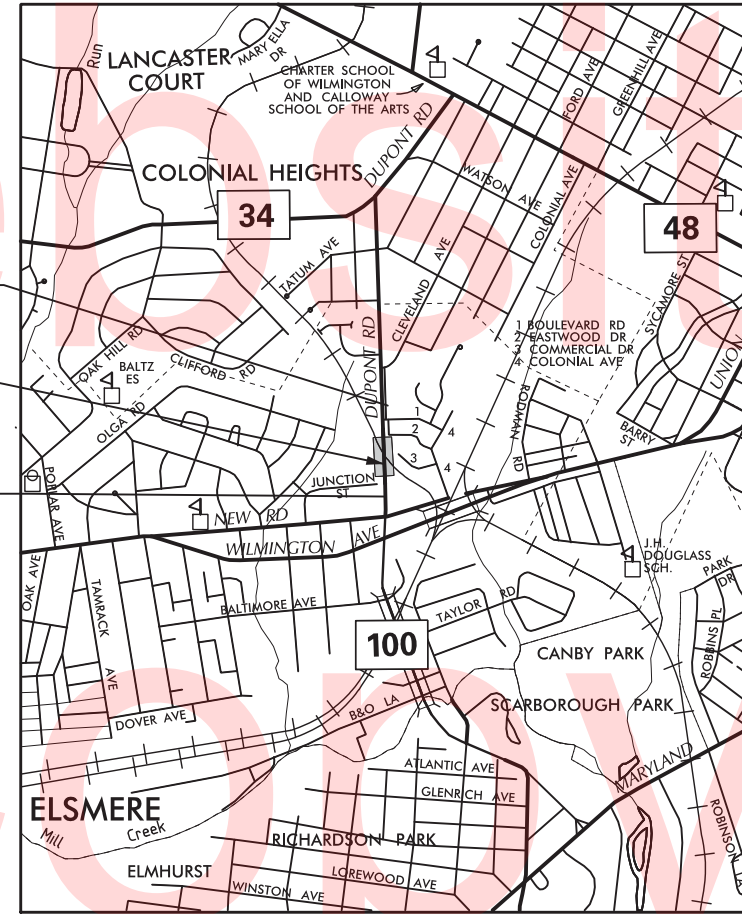 Run
LANCASTER
COURT
MARY ELLA
DR
CHARTER SCHOOL
OF WILMINGTON
AND CALLOWAY
SCHOOL OF THE ARTS
FORD AVE
GREENHILL AVE
COLONIAL HEIGHTS
DUPONT RD
WATSON AVE
COLONIAL AVE
34
48
TATUM AVE
CLEVELAND AVE
SYCAMORE ST
UNION
1 BOULEVARD RD
2 EASTWOOD DR
3 COMMERCIAL DR
4 COLONIAL AVE
OAK HILL RD
BALTZ
ES
CLIFFORD RD
DUPONT RD
OLGA RD
1
2
4
3
4
RODMAN RD
BARRY
ST
POPLAR AVE
JUNCTION
ST
NEW RD
WILMINGTON AVE
J.H.
DOUGLASS
SCH.
PARK
DR
OAK AVE
TAMRACK AVE
BALTIMORE AVE
TAYLOR RD
ROBBINS PL
100
CANBY PARK
SCARBOROUGH PARK
B&O LA
DOVER AVE
ATLANTIC AVE
MARYLAND
GLENRICH AVE
ELSMERE
Mill Creek
RICHARDSON PARK
ROBINSON LA
ELMHURST
LOREWOOD AVE
WINSTON AVE
bsit
opy